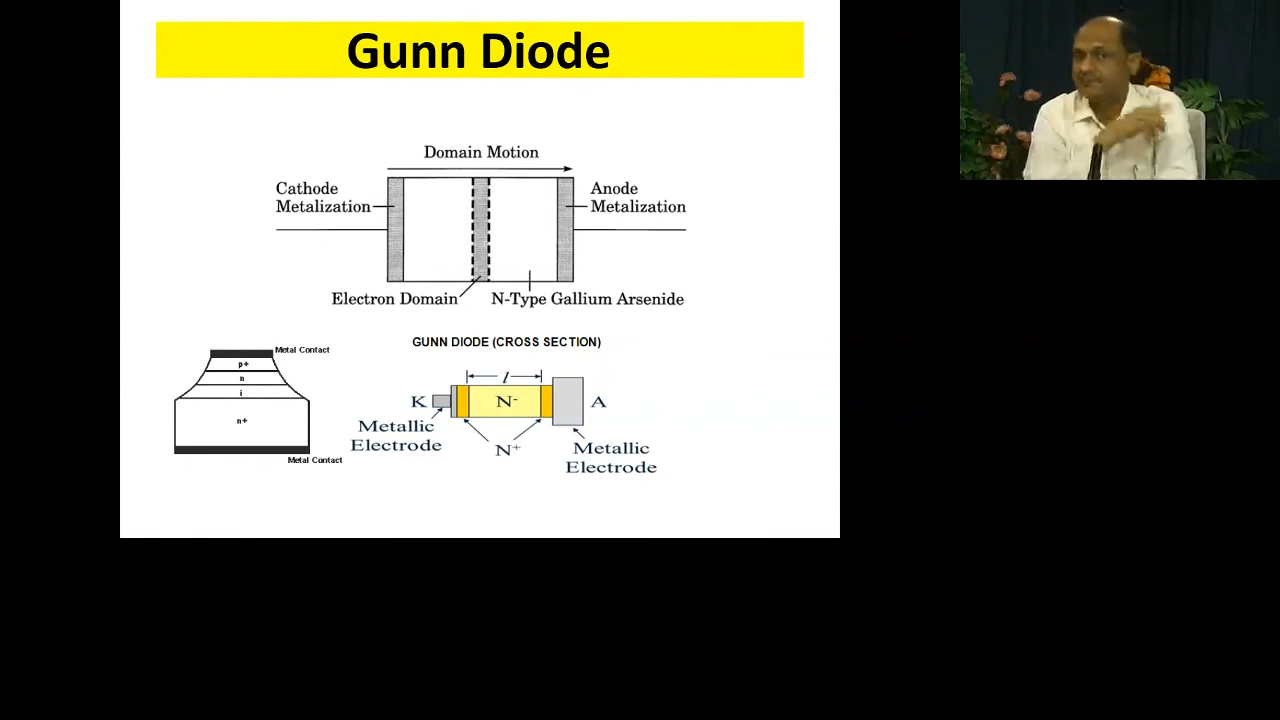 Gunn Diode
Domain Motion
Cathode
Metalization
Anode
Metalization
Electron Domain
N-Type Gallium Arsenide
GUNN DIODE (CROSS SECTION)
Metal Contact
p+
n
i
n+
Metal Contact
l
K
N-
A
Metallic
Electrode
N+
Metallic
Electrode